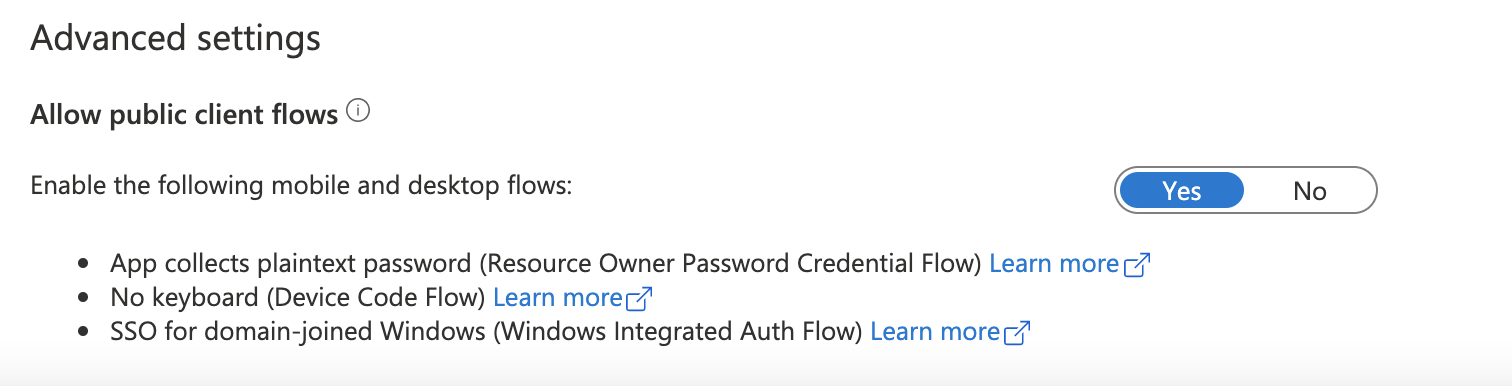 Advanced settings
Allow public client flows
Enable the following mobile and desktop flows:
Yes No
• App collects plaintext password (Resource Owner Password Credential Flow) Learn more
• No keyboard (Device Code Flow) Learn more
• SSO for domain-joined Windows (Windows Integrated Auth Flow) Learn more